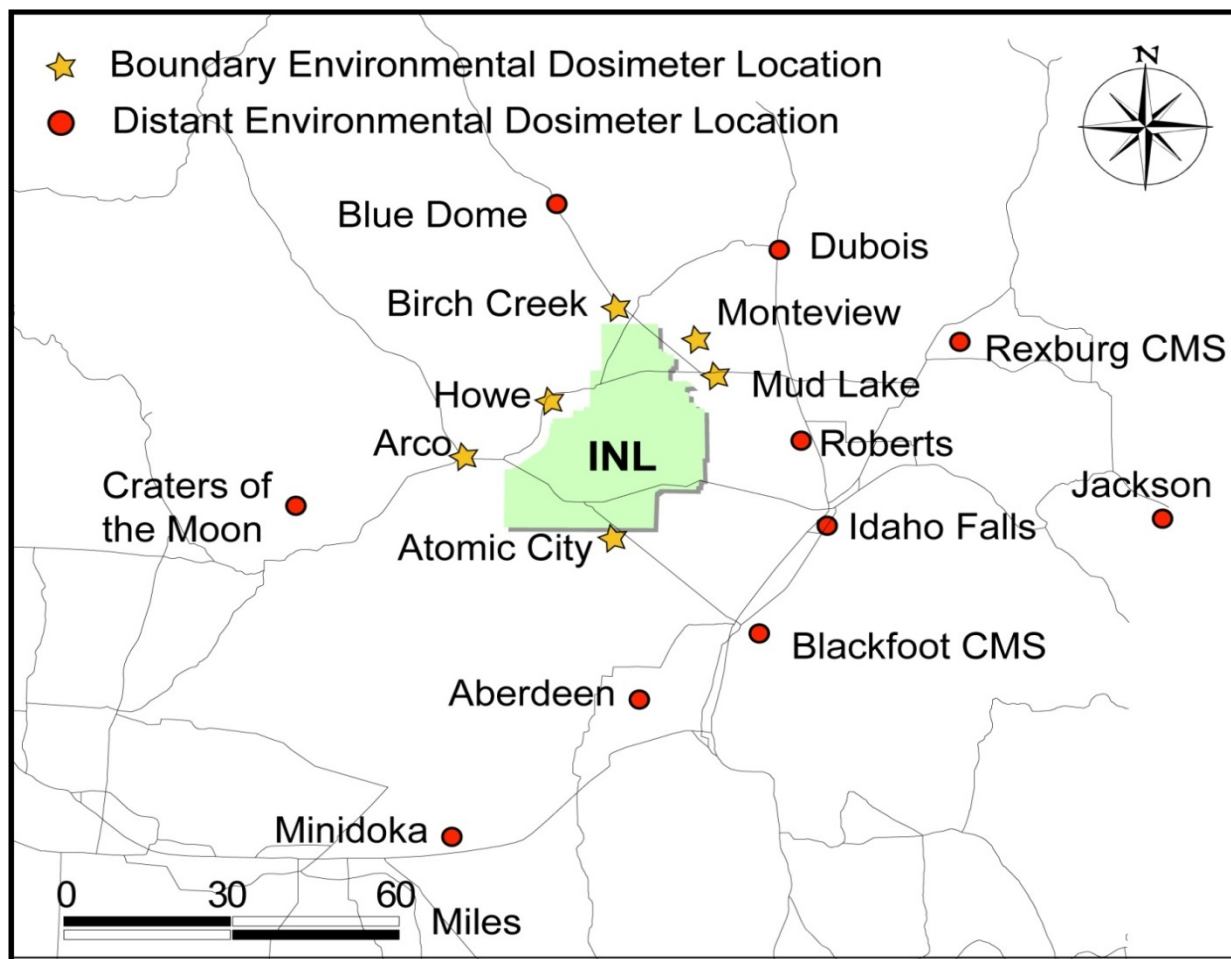 Boundary Environmental Dosimeter Location
Distant Environmental Dosimeter Location
N
Blue Dome
Dubois
Birch Creek
Monteview
Rexburg CMS
Mud Lake
Howe
Arco
INL
Roberts
Craters of
the Moon
Jackson
Idaho Falls
Atomic City
Blackfoot CMS
Aberdeen
Minidoka
0 30 60
Miles